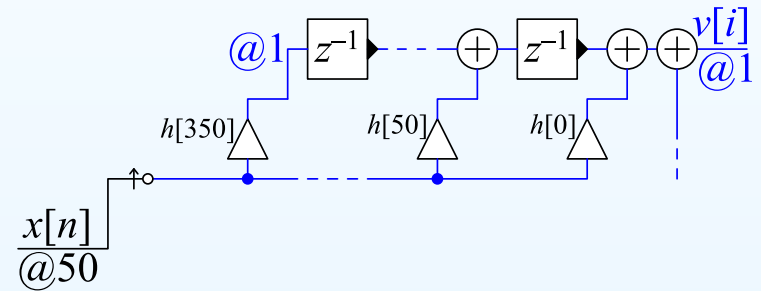 @1 z⁻¹ + z⁻¹ + + v[i]
@1
h[350] h[50] h[0]
x[n]
@50